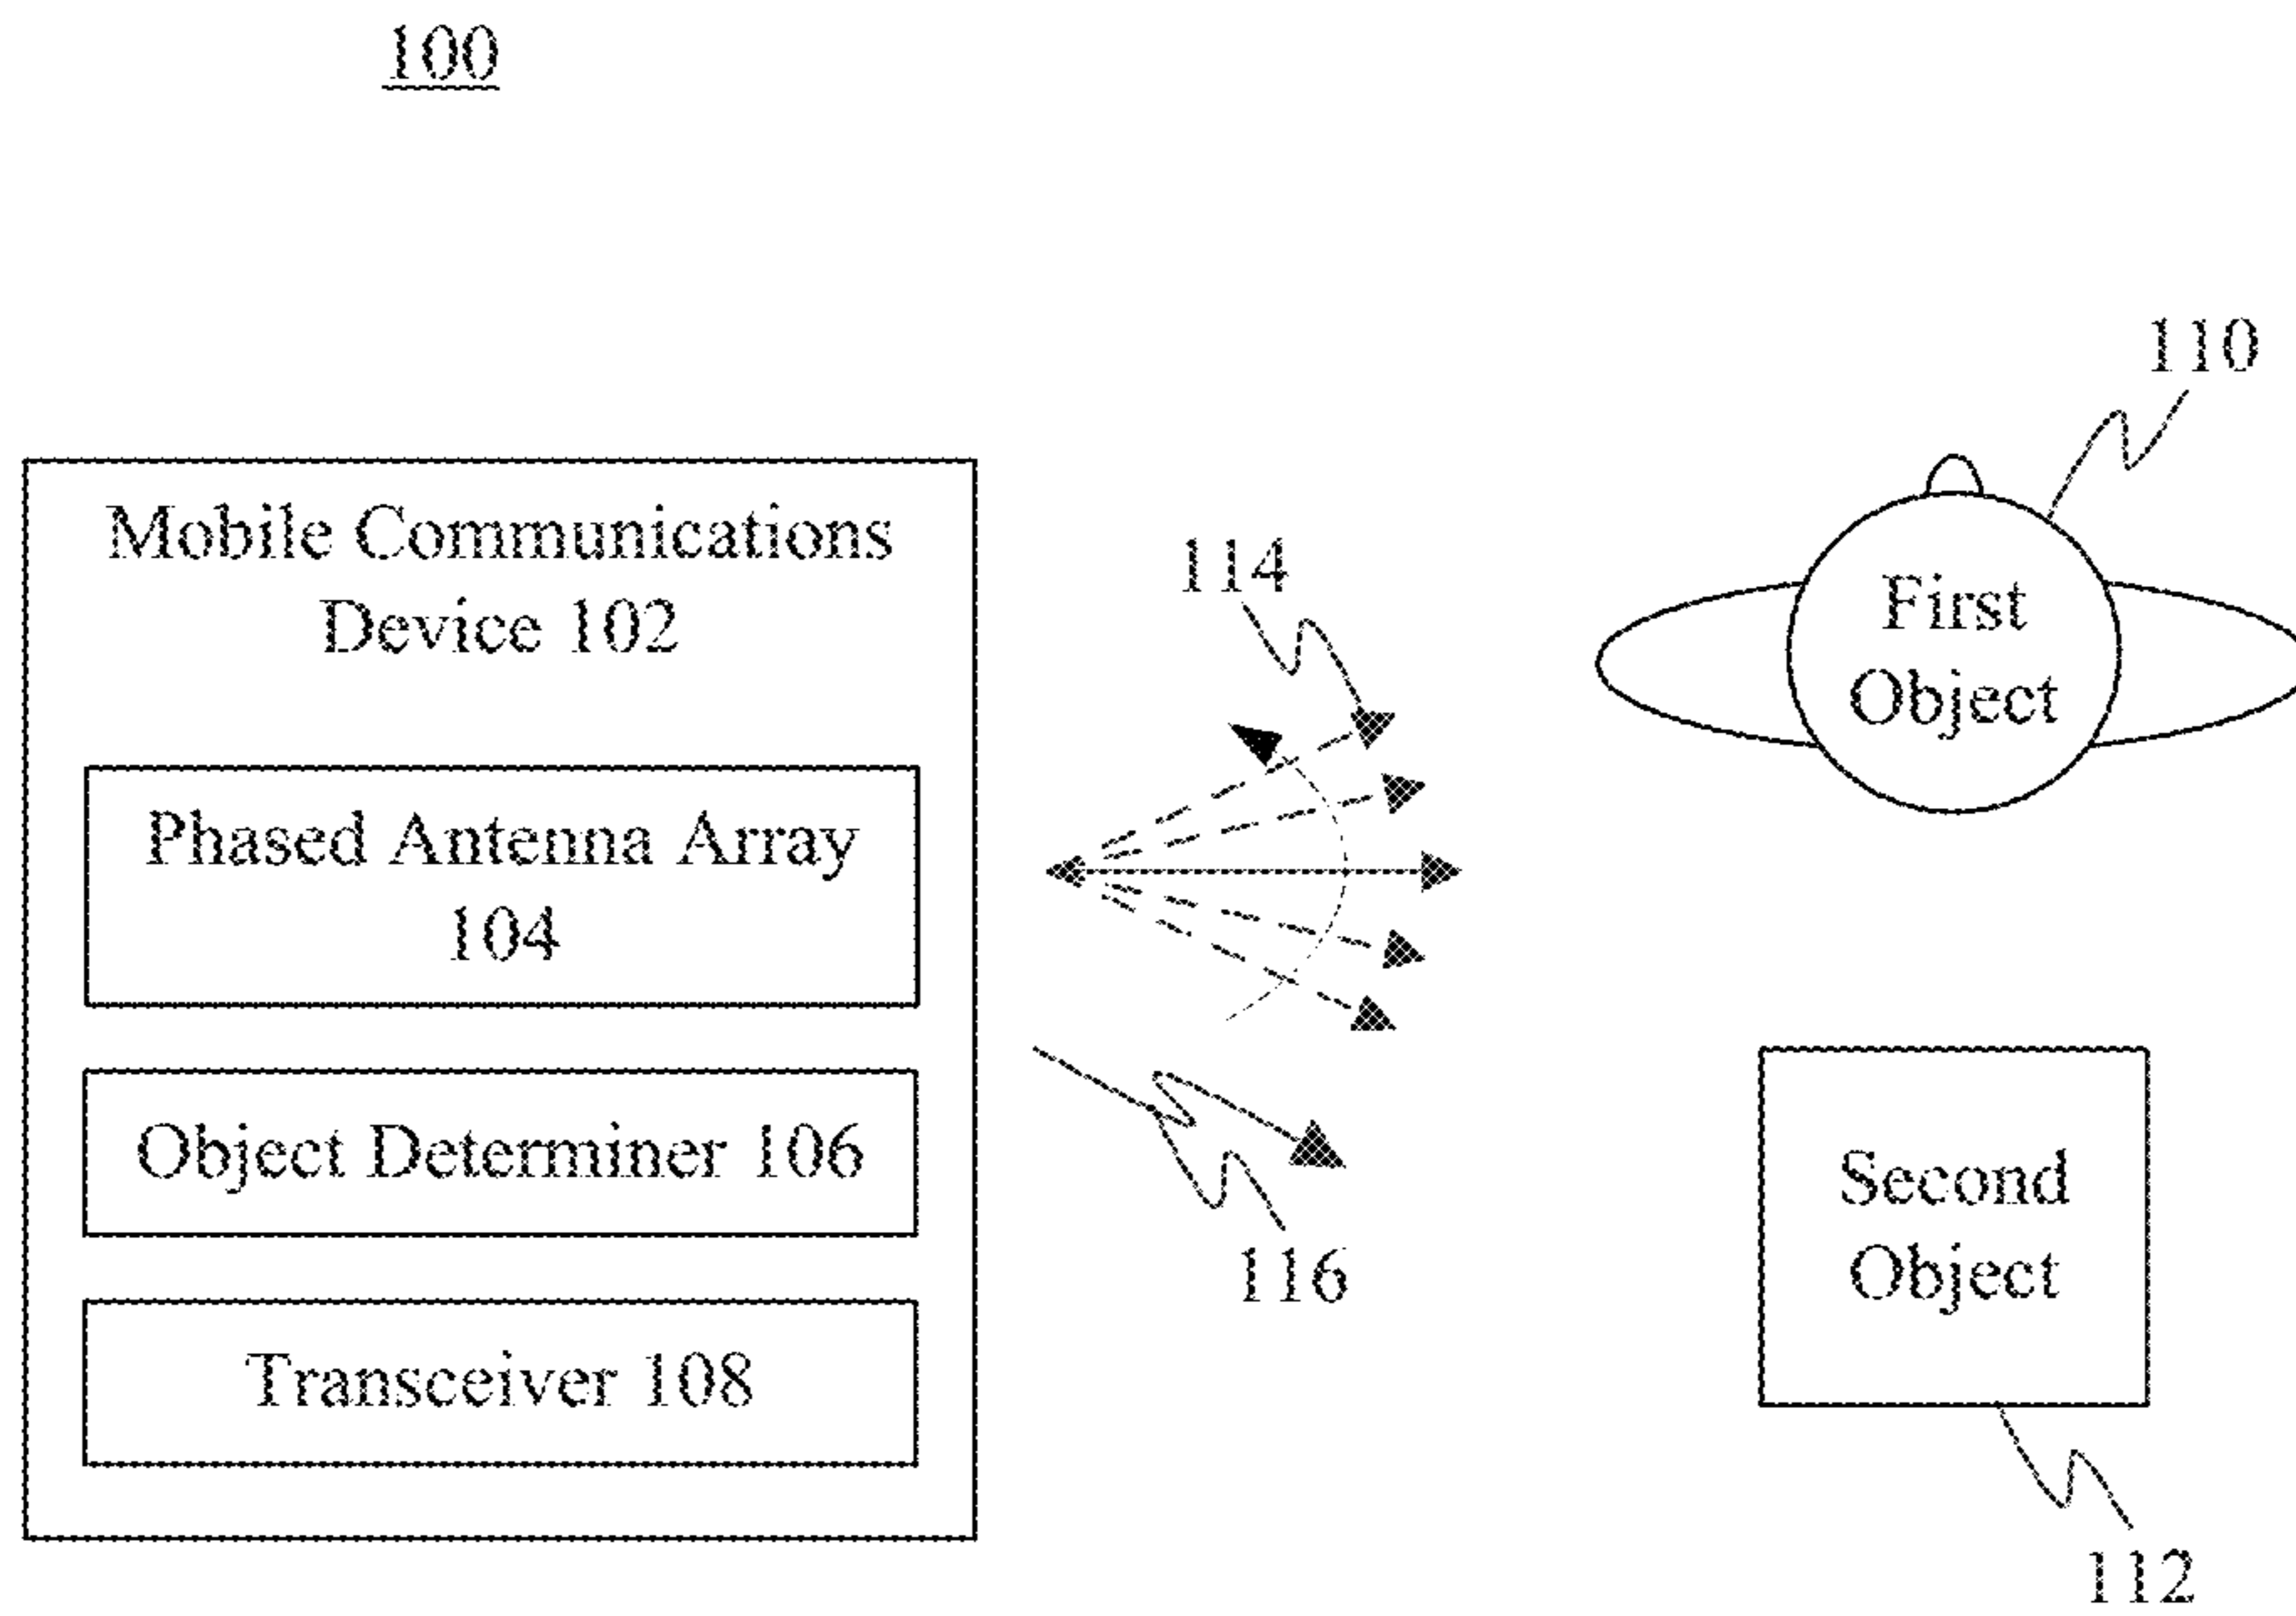 100
110
Mobile Communications
Device 102
114
First
Object
Phased Antenna Array
104
Object Determiner 106
Second
Object
116
Transceiver 108
112